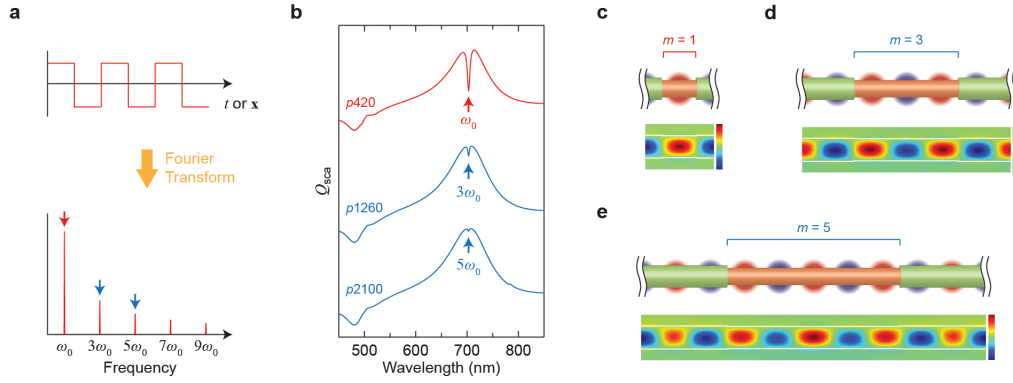 a
t or x
Fourier
Transform
ω₀
3ω₀
5ω₀
7ω₀
9ω₀
Frequency
b
Qsca
p420
ω₀
p1260
3ω₀
p2100
5ω₀
500
600
700
800
Wavelength (nm)
c
m = 1
d
m = 3
e
m = 5